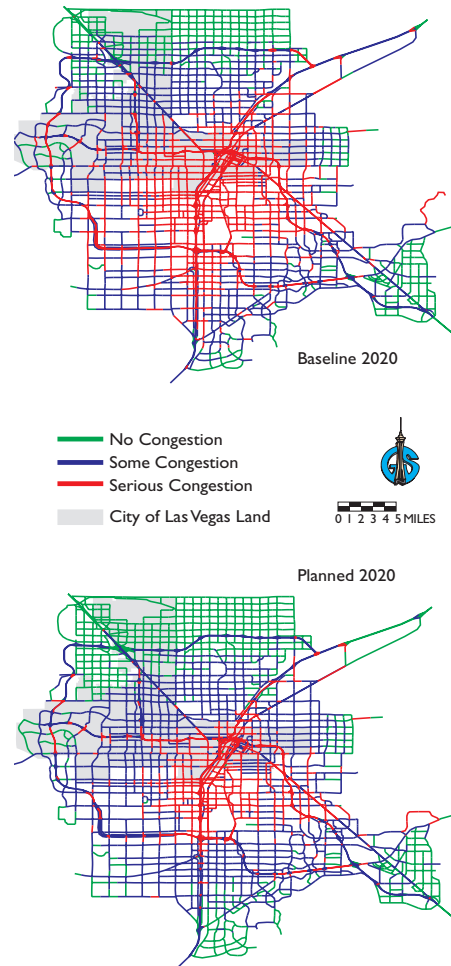 Baseline 2020
No Congestion
Some Congestion
Serious Congestion
City of Las Vegas Land
GIS
0 1 2 3 4 5 MILES
Planned 2020